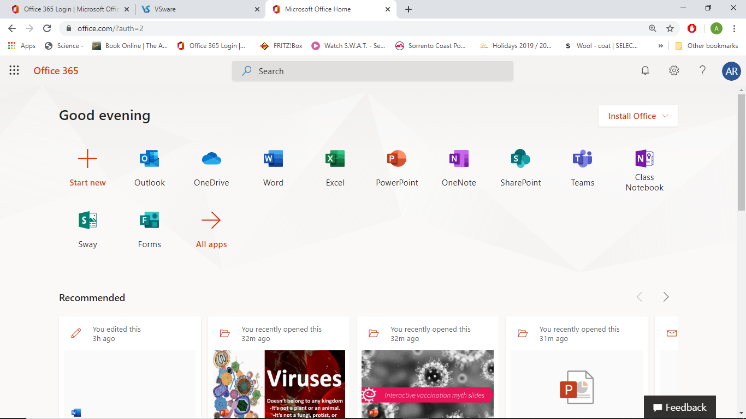 Office 365 Login | Microsoft Offi
VSware
Microsoft Office Home
office.com/?auth=2
A
Apps
Science -
Book Online | The A...
Office 365 Login |...
FRITZ!Box
Watch S.W.A.T. - Se...
Sorrento Coast Po...
Holidays 2019 / 20...
S Wool - coat | SELEC...
»
Other bookmarks
Office 365
Search
?
AR
Good evening
Install Office
Start new
Outlook
OneDrive
Word
Excel
PowerPoint
OneNote
SharePoint
Teams
Class
Notebook
Sway
Forms
All apps
Recommended
You edited this
3h ago
You recently opened this
32m ago
You recently opened this
32m ago
You recently opened this
31m ago
Viruses
Doesn't belong to any kingdom
-It's not a plant or an animal.
-It's not a fungi, protist, or
Interactive vaccination myth slides
P
Feedback